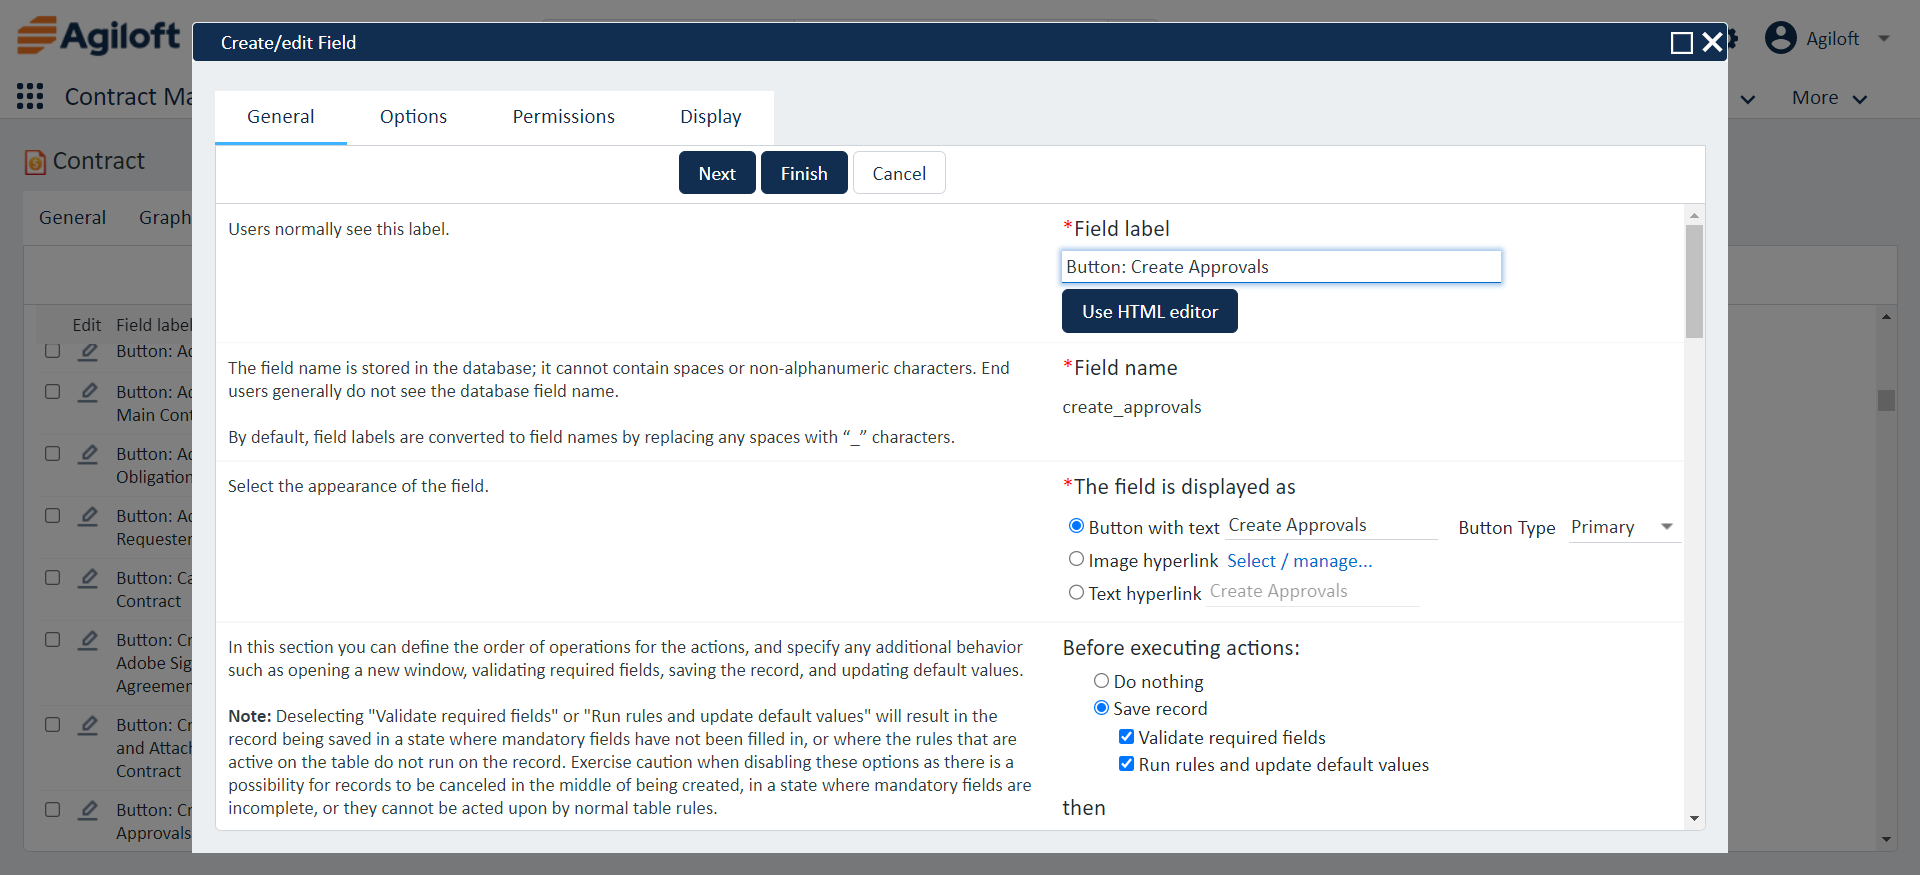 Agiloft
Create/edit Field
Agiloft
Contract Ma
More
General
Options
Permissions
Display
Contract
Next
Finish
Cancel
General
Graph
Users normally see this label.
*Field label
Button: Create Approvals
Use HTML editor
Edit
Field label
Button: Ac
The field name is stored in the database; it cannot contain spaces or non-alphanumeric characters. End
users generally do not see the database field name.
By default, field labels are converted to field names by replacing any spaces with “_” characters.
*Field name
create_approvals
Button: Ac
Main Cont
Button: Ac
Obligation
Select the appearance of the field.
*The field is displayed as
Button with text Create Approvals Button Type Primary
Image hyperlink Select / manage...
Text hyperlink Create Approvals
Button: Ac
Requester
Button: Ca
Contract
In this section you can define the order of operations for the actions, and specify any additional behavior
such as opening a new window, validating required fields, saving the record, and updating default values.
Note: Deselecting "Validate required fields" or "Run rules and update default values" will result in the
record being saved in a state where mandatory fields have not been filled in, or where the rules that are
active on the table do not run on the record. Exercise caution when disabling these options as there is a
possibility for records to be canceled in the middle of being created, in a state where mandatory fields are
incomplete, or they cannot be acted upon by normal table rules.
Before executing actions:
Do nothing
Save record
Validate required fields
Run rules and update default values
then
Button: Cr
Adobe Sig
Agreemen
Button: Cr
and Attach
Contract
Button: Cr
Approvals